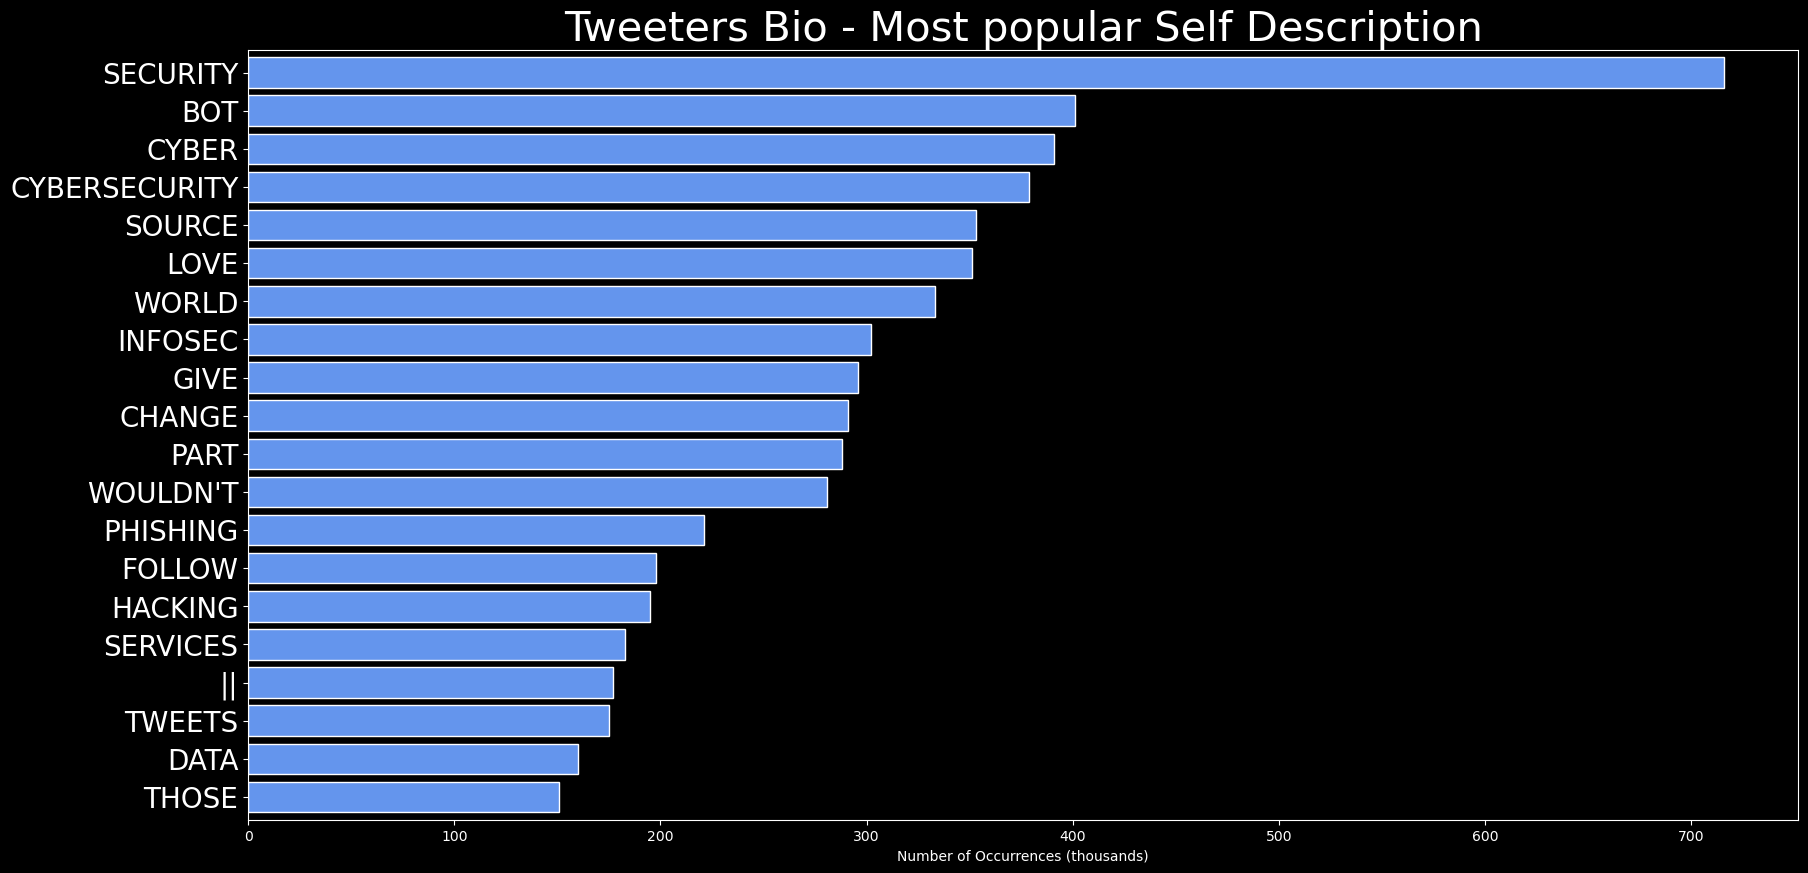 Tweeters Bio - Most popular Self Description
SECURITY
BOT
CYBER
CYBERSECURITY
SOURCE
LOVE
WORLD
INFOSEC
GIVE
CHANGE
PART
WOULDN'T
PHISHING
FOLLOW
HACKING
SERVICES
||
TWEETS
DATA
THOSE
0 100 200 300 400 500 600 700
Number of Occurrences (thousands)